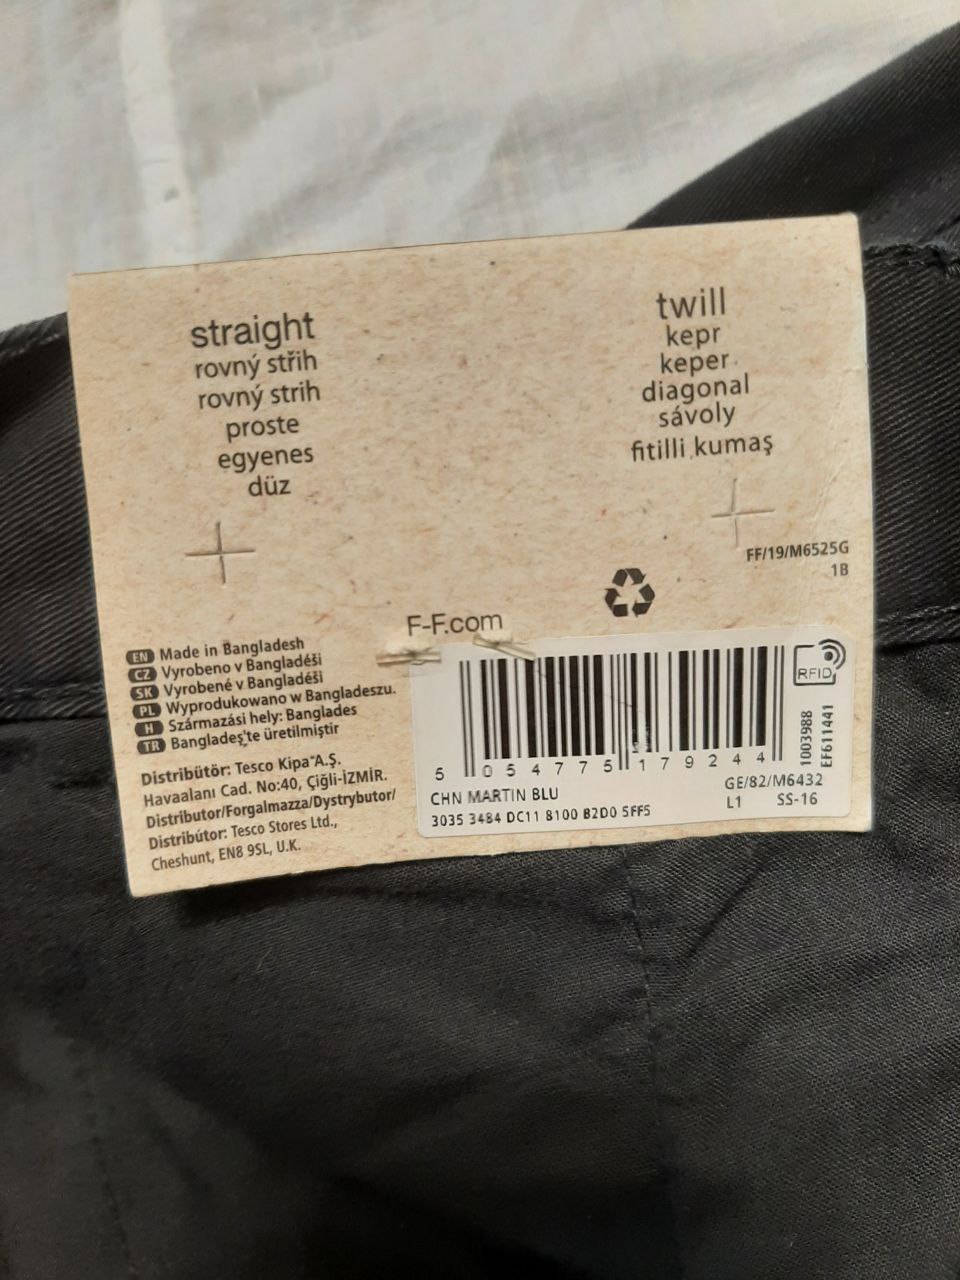 straight
rovný střih
rovný strih
proste
egyenes
düz
twill
kepr
keper
diagonal
sávoly
fitilli kumaş
FF/19/M6525G
1B
F-F.com
EN Made in Bangladesh
CZ Vyrobeno v Bangladéši
SK Vyrobené v Bangladéši
PL Wyprodukowano w Bangladeszu.
H Származási hely: Banglades
TR Bangladeş'te üretilmiştir
Distribütör: Tesco Kipa A.Ş.
Havaalanı Cad. No:40, Çiğli-İZMİR.
Distributor/Forgalmazza/Dystrybutor/
Distribútor: Tesco Stores Ltd.,
Cheshunt, EN8 9SL, U.K.
RFID
5 054775 179244
1003988
EF611441
CHN MARTIN BLU
GE/82/M6432
L1 SS-16
3035 3484 DC11 8100 82D0 5FF5